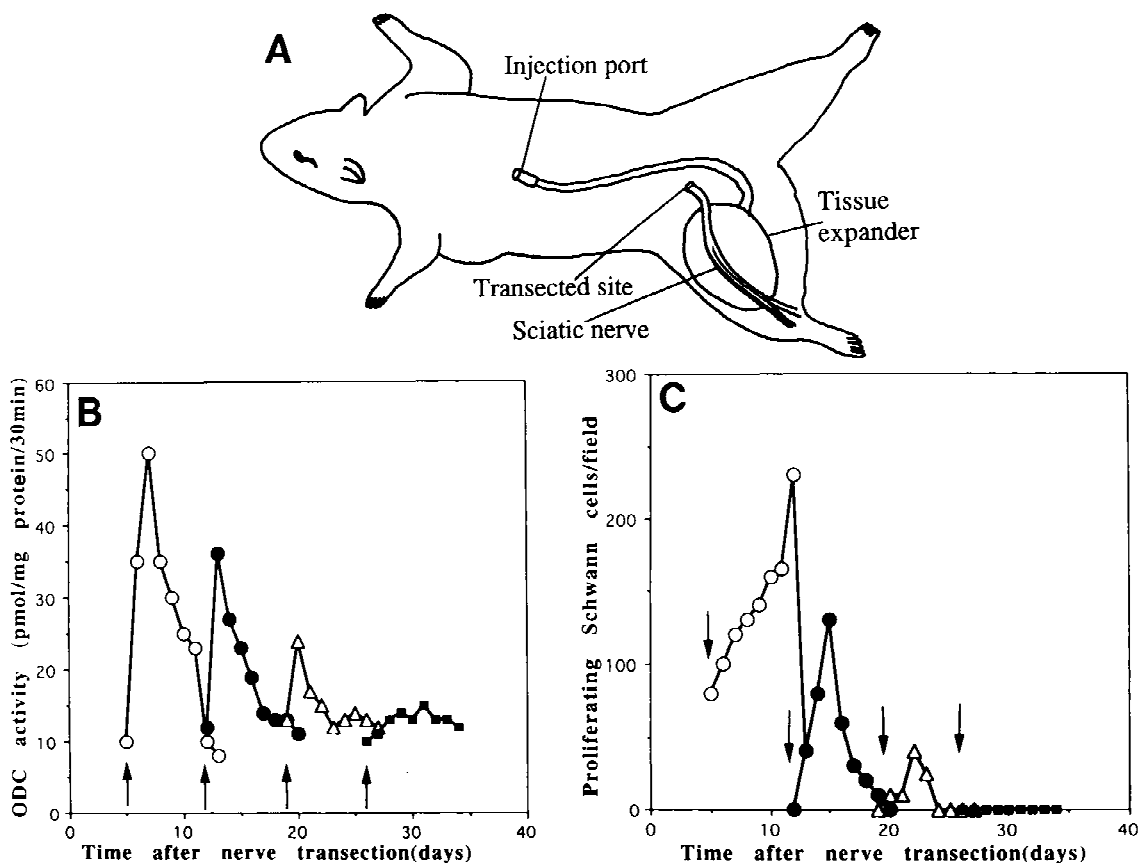 A
Injection port
Tissue
expander
Transected site
Sciatic nerve
B
ODC activity (pmol/mg protein/30min)
60
50
40
30
20
10
0
0 10 20 30 40
Time after nerve transection(days)
C
Proliferating Schwann cells/field
300
200
100
0
0 10 20 30 40
Time after nerve transection(days)